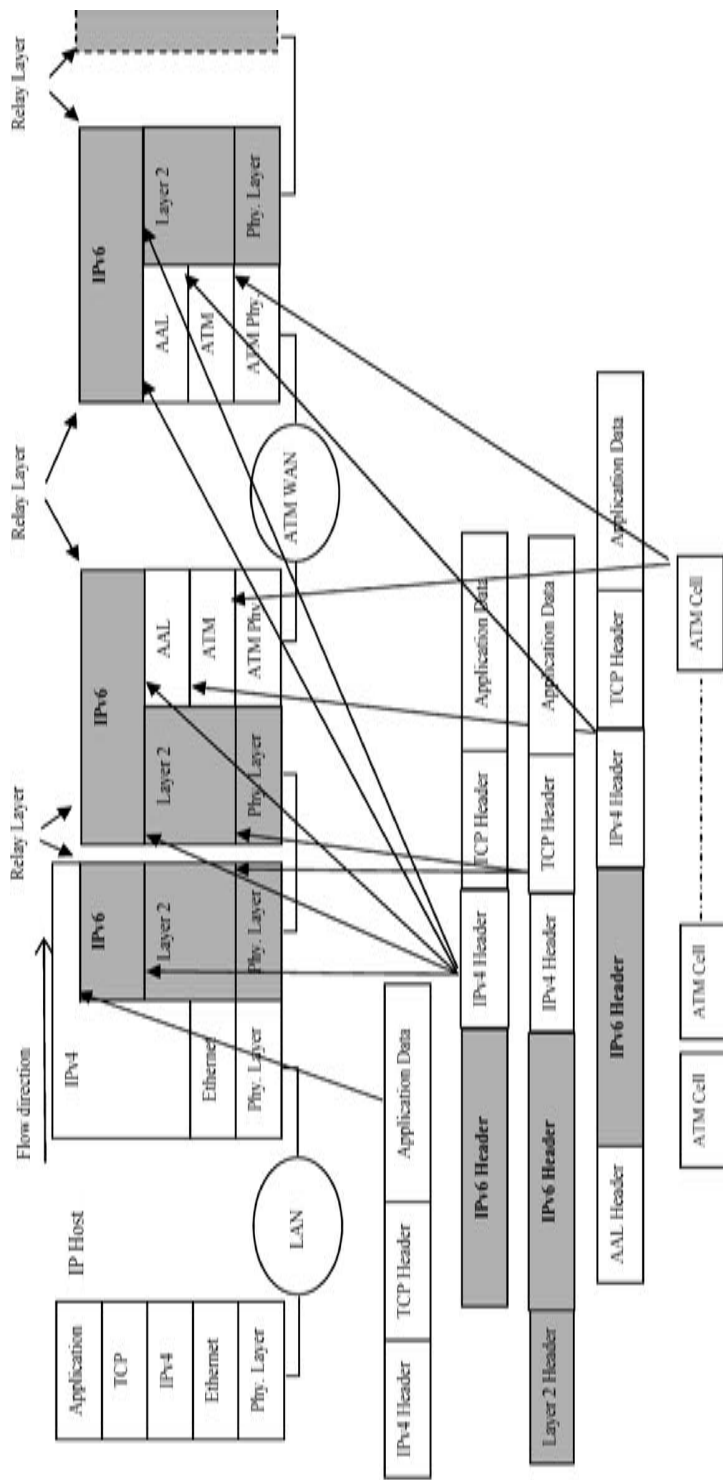 Flow direction
Relay Layer
Relay Layer
Relay Layer
IP Host
Application
TCP
IPv4
Ethernet
Phy. Layer
LAN
IPv4
Ethernet
Phy. Layer
IPv6
Layer 2
Phy. Layer
IPv6
Layer 2
Phy. Layer
AAL
ATM
ATM Phy.
ATM WAN
IPv6
AAL
ATM
ATM Phy.
Layer 2
Phy. Layer
IPv4 Header
TCP Header
Application Data
IPv6 Header
IPv4 Header
TCP Header
Application Data
Layer 2 Header
IPv6 Header
IPv4 Header
TCP Header
Application Data
AAL Header
IPv6 Header
IPv4 Header
TCP Header
Application Data
ATM Cell
ATM Cell
ATM Cell